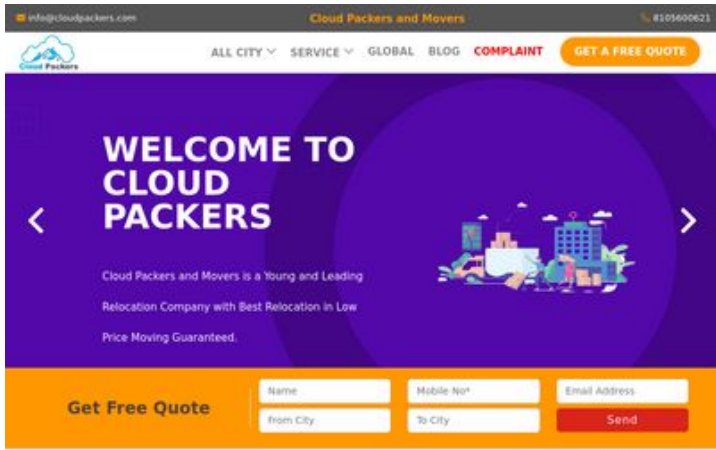 info@cloudpackers.com
Cloud Packers and Movers
8105600621
Cloud Packers
ALL CITY
SERVICE
GLOBAL
BLOG
COMPLAINT
GET A FREE QUOTE
WELCOME TO
CLOUD
PACKERS
Cloud Packers and Movers is a Young and Leading
Relocation Company with Best Relocation in Low
Price Moving Guaranteed.
Get Free Quote
Name
Mobile No*
Email Address
From City
To City
Send